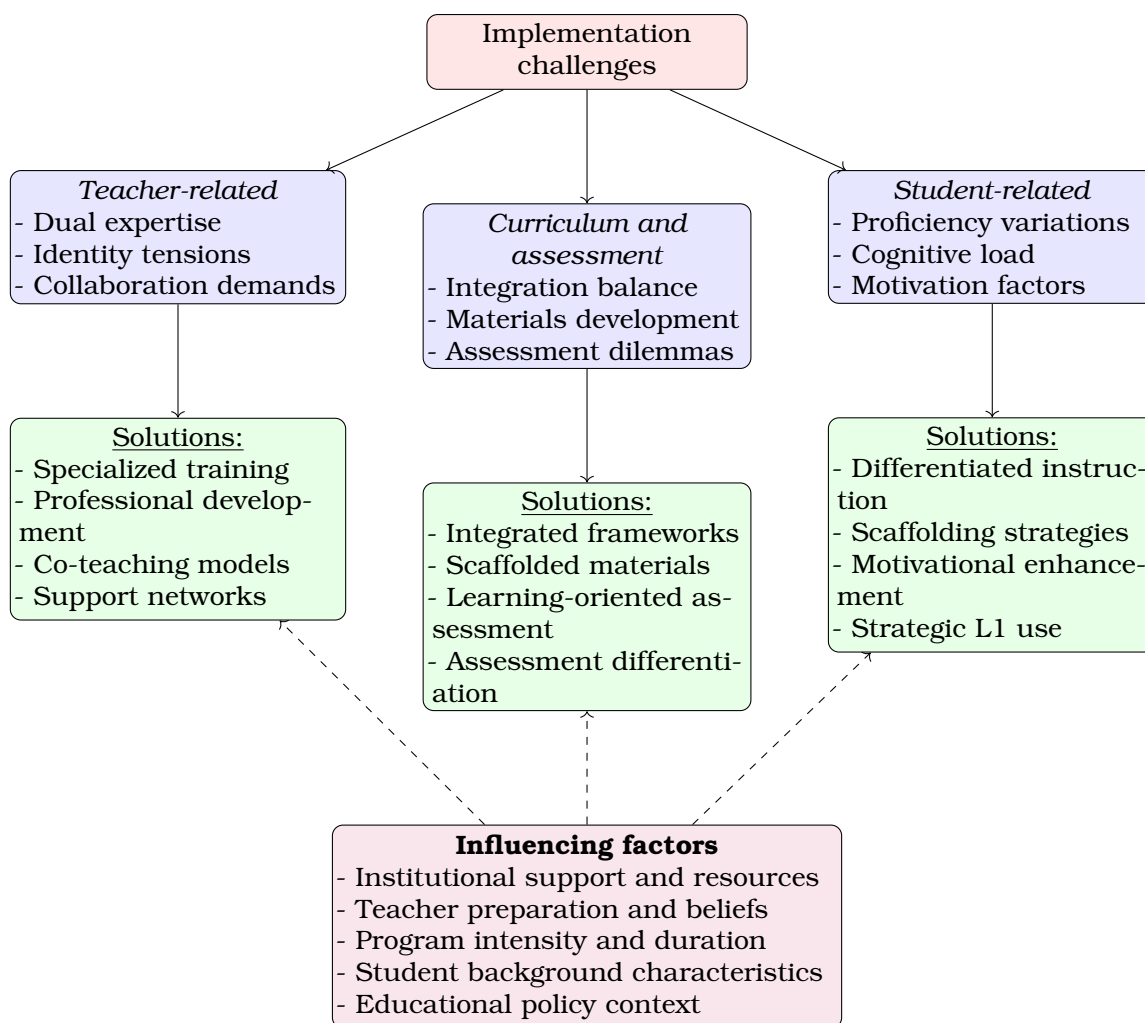 Implementation
challenges
Teacher-related
- Dual expertise
- Identity tensions
- Collaboration demands
Curriculum and
assessment
- Integration balance
- Materials development
- Assessment dilemmas
Student-related
- Proficiency variations
- Cognitive load
- Motivation factors
Solutions:
- Specialized training
- Professional develop-
ment
- Co-teaching models
- Support networks
Solutions:
- Integrated frameworks
- Scaffolded materials
- Learning-oriented as-
sessment
- Assessment differenti-
ation
Solutions:
- Differentiated instruc-
tion
- Scaffolding strategies
- Motivational enhance-
ment
- Strategic L1 use
Influencing factors
- Institutional support and resources
- Teacher preparation and beliefs
- Program intensity and duration
- Student background characteristics
- Educational policy context